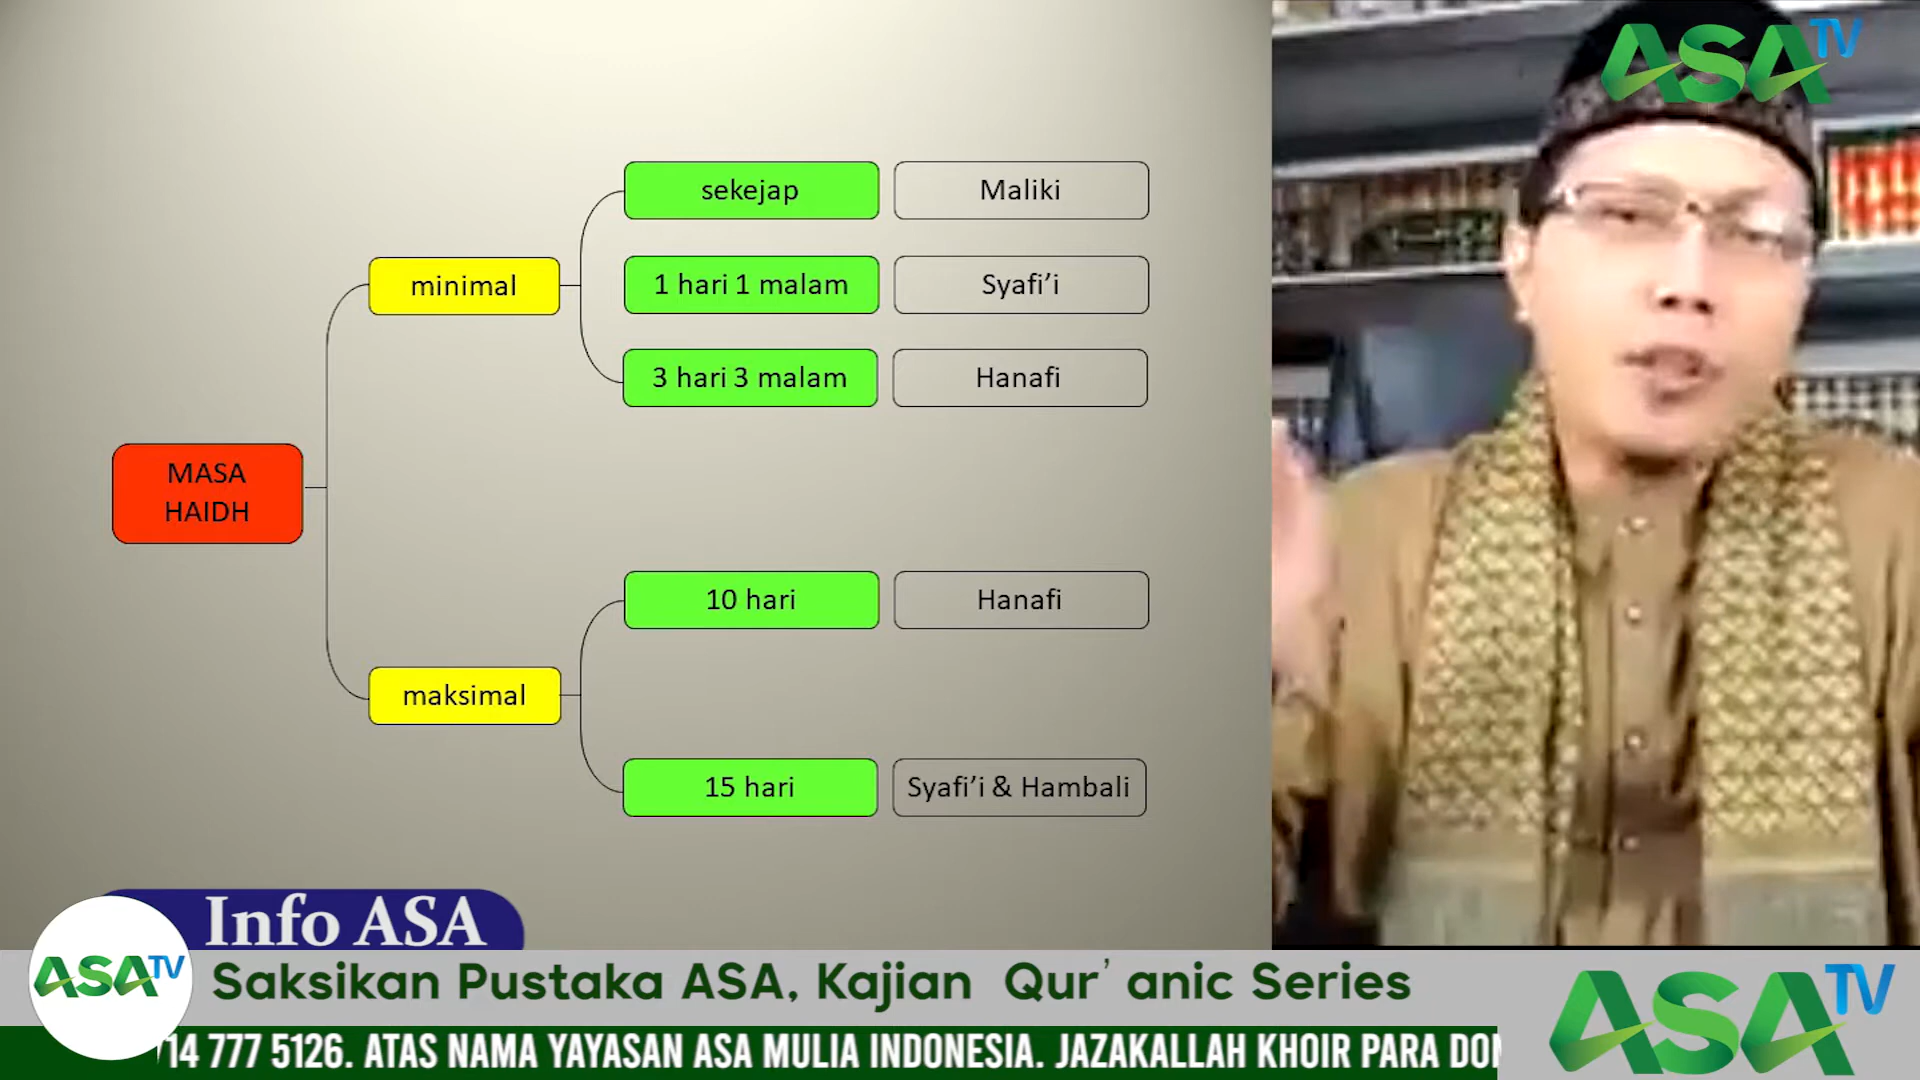 ASA TV
sekejap Maliki
minimal 1 hari 1 malam Syafi’i
3 hari 3 malam Hanafi
MASA
HAIDH
10 hari Hanafi
maksimal
15 hari Syafi’i & Hambali
Info ASA
ASA TV Saksikan Pustaka ASA, Kajian Qur’ anic Series
14 777 5126. ATAS NAMA YAYASAN ASA MULIA INDONESIA. JAZAKALLAH KHOIR PARA
ASA TV